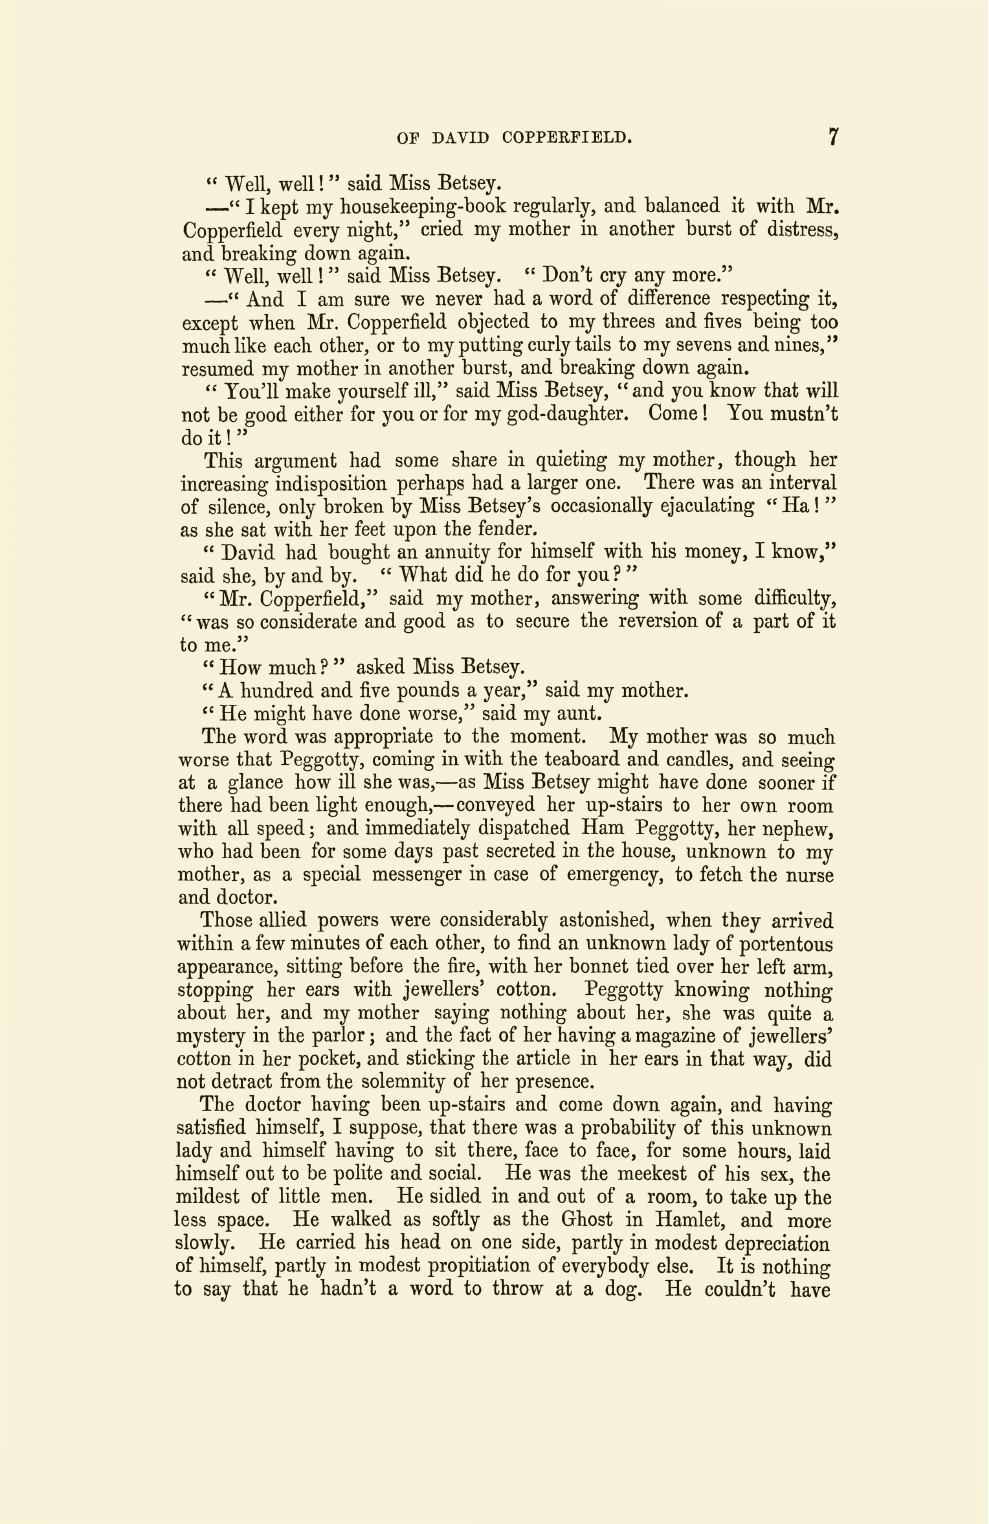 OF DAVID COPPERFIELD. 7
“ Well, well ! ” said Miss Betsey.
—“ I kept my housekeeping-book regularly, and balanced it with Mr.
Copperfield every night,” cried my mother in another burst of distress,
and breaking down again.
“ Well, well ! ” said Miss Betsey. “ Don’t cry any more.”
—“ And I am sure we never had a word of difference respecting it,
except when Mr. Copperfield objected to my threes and fives being too
much like each other, or to my putting curly tails to my sevens and nines,”
resumed my mother in another burst, and breaking down again.
“ You’ll make yourself ill,” said Miss Betsey, “ and you know that will
not be good either for you or for my god-daughter. Come ! You mustn’t
do it ! ”
This argument had some share in quieting my mother, though her
increasing indisposition perhaps had a larger one. There was an interval
of silence, only broken by Miss Betsey’s occasionally ejaculating “ Ha ! ”
as she sat with her feet upon the fender.
“ David had bought an annuity for himself with his money, I know,”
said she, by and by. “ What did he do for you ? ”
“ Mr. Copperfield,” said my mother, answering with some difficulty,
“ was so considerate and good as to secure the reversion of a part of it
to me.”
“ How much ? ” asked Miss Betsey.
“ A hundred and five pounds a year,” said my mother.
“ He might have done worse,” said my aunt.
The word was appropriate to the moment. My mother was so much
worse that Peggotty, coming in with the teaboard and candles, and seeing
at a glance how ill she was,—as Miss Betsey might have done sooner if
there had been light enough,—conveyed her up-stairs to her own room
with all speed ; and immediately dispatched Ham Peggotty, her nephew,
who had been for some days past secreted in the house, unknown to my
mother, as a special messenger in case of emergency, to fetch the nurse
and doctor.
Those allied powers were considerably astonished, when they arrived
within a few minutes of each other, to find an unknown lady of portentous
appearance, sitting before the fire, with her bonnet tied over her left arm,
stopping her ears with jewellers’ cotton. Peggotty knowing nothing
about her, and my mother saying nothing about her, she was quite a
mystery in the parlor ; and the fact of her having a magazine of jewellers’
cotton in her pocket, and sticking the article in her ears in that way, did
not detract from the solemnity of her presence.
The doctor having been up-stairs and come down again, and having
satisfied himself, I suppose, that there was a probability of this unknown
lady and himself having to sit there, face to face, for some hours, laid
himself out to be polite and social. He was the meekest of his sex, the
mildest of little men. He sidled in and out of a room, to take up the
less space. He walked as softly as the Ghost in Hamlet, and more
slowly. He carried his head on one side, partly in modest depreciation
of himself, partly in modest propitiation of everybody else. It is nothing
to say that he hadn’t a word to throw at a dog. He couldn’t have